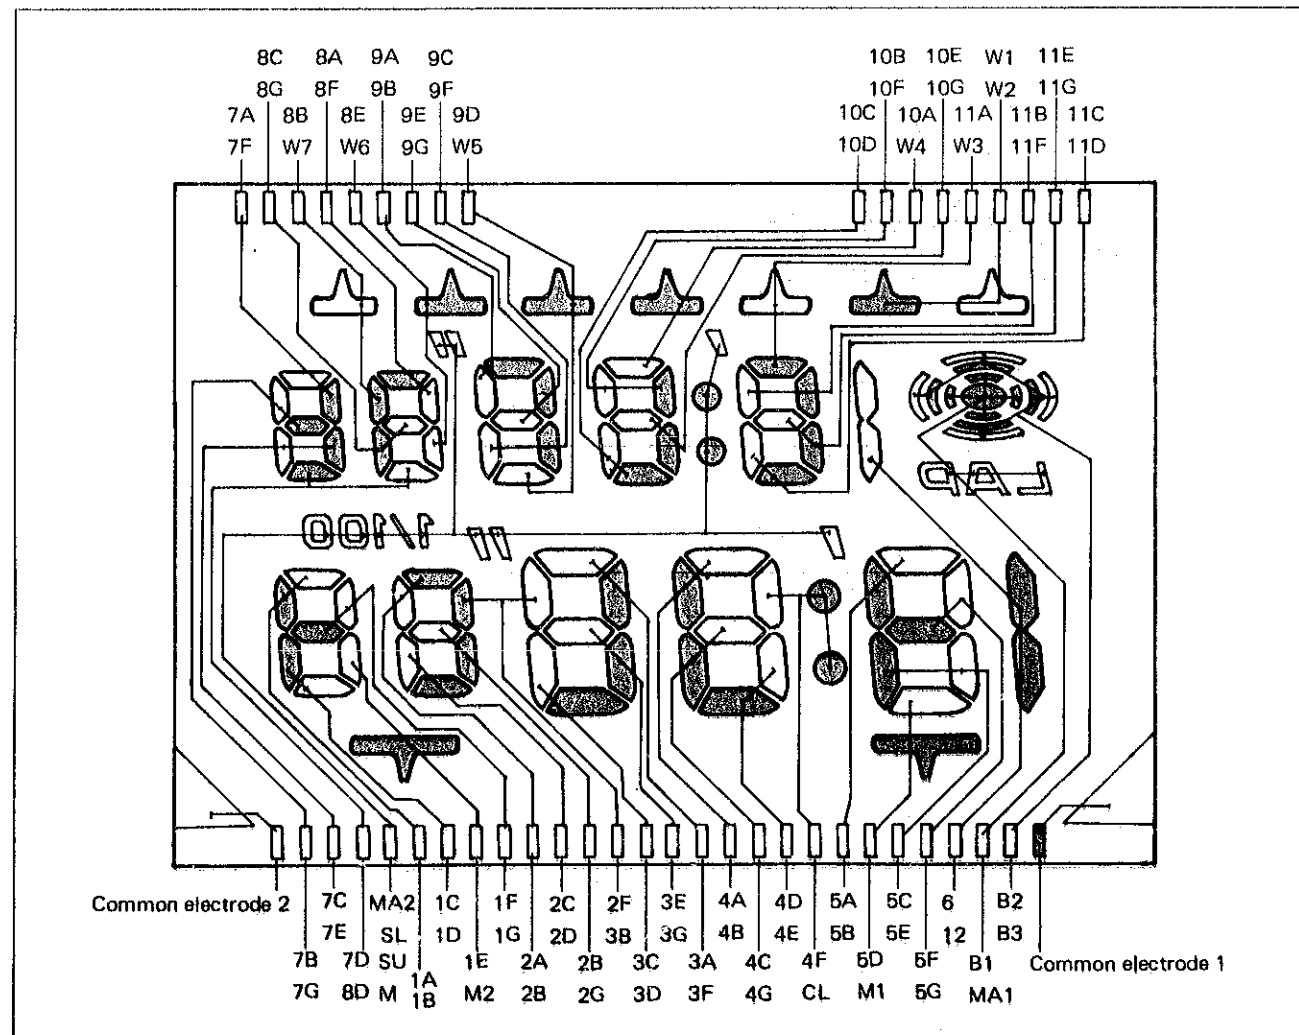 8C 8A 9A 9C 10B 10E W1 11E
8G 8F 9B 9F 10F 10G W2 11G
7A 8B 8E 9E 9D 10C 10A 11A 11B 11C
7F W7 W6 9G W5 10D W4 W3 11F 11D
LAP
1/100
Common electrode 2 7C MA2 1C 1F 2C 2F 3E 4A 4D 5A 5C 6 B2
7E SL 1D 1G 2D 3B 3G 4B 4E 5B 5E 12 B3
7B 7D SU 1A 1E 2A 2B 3C 3A 4C 4F 5D 5F B1 Common electrode 1
7G 8D M 1B M2 2B 2G 3D 3F 4G CL M1 5G MA1